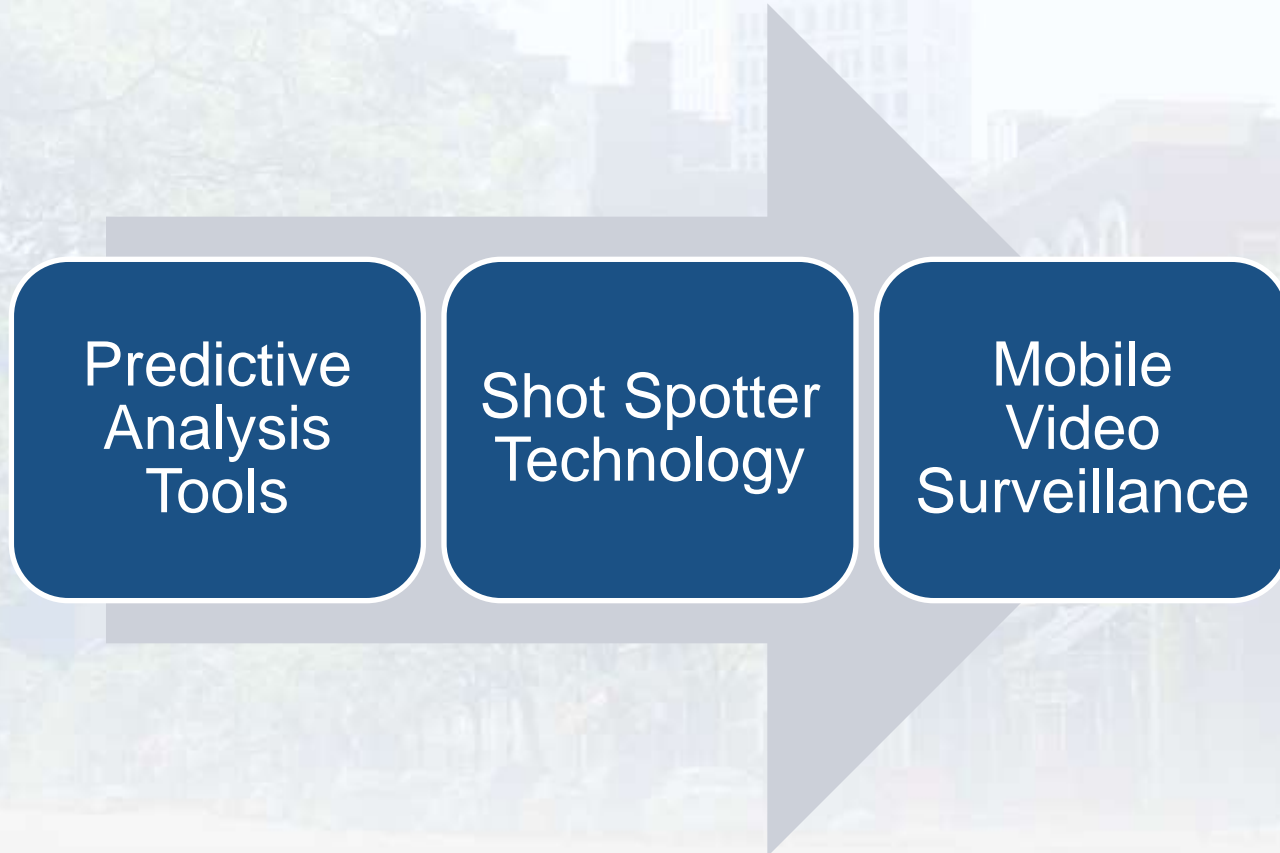 Predictive
Analysis
Tools
Shot Spotter
Technology
Mobile
Video
Surveillance